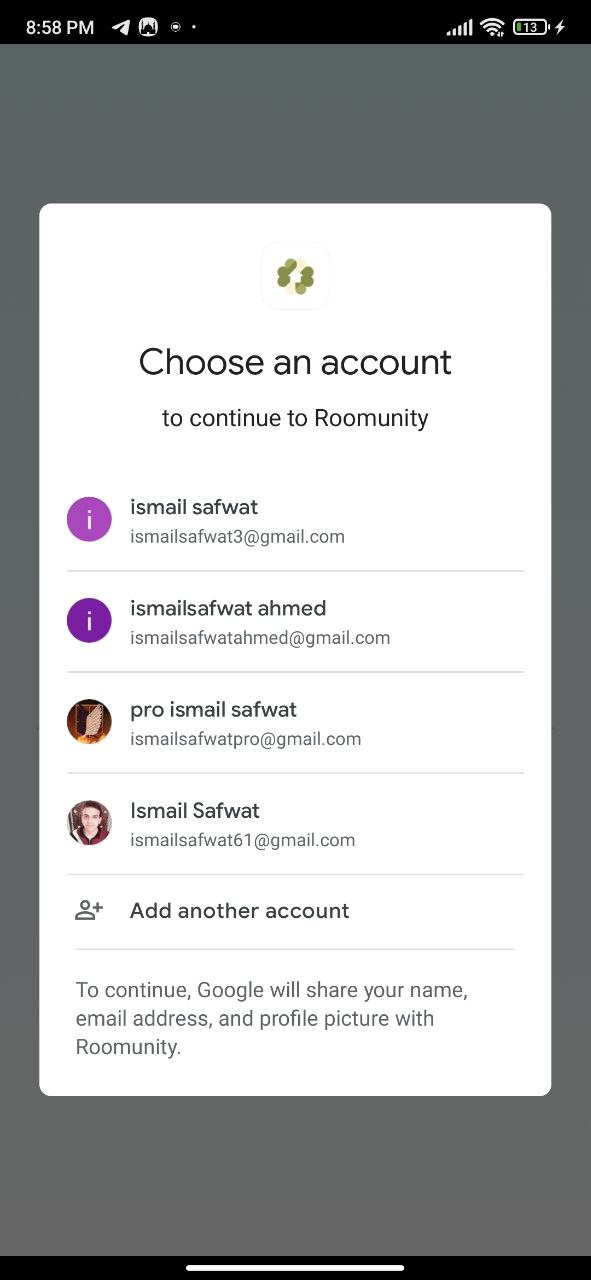 8:58 PM
13
Choose an account
to continue to Roomunity
i
ismail safwat
ismailsafwat3@gmail.com
i
ismailsafwat ahmed
ismailsafwatahmed@gmail.com
pro ismail safwat
ismailsafwatpro@gmail.com
Ismail Safwat
ismailsafwat61@gmail.com
Add another account
To continue, Google will share your name,
email address, and profile picture with
Roomunity.